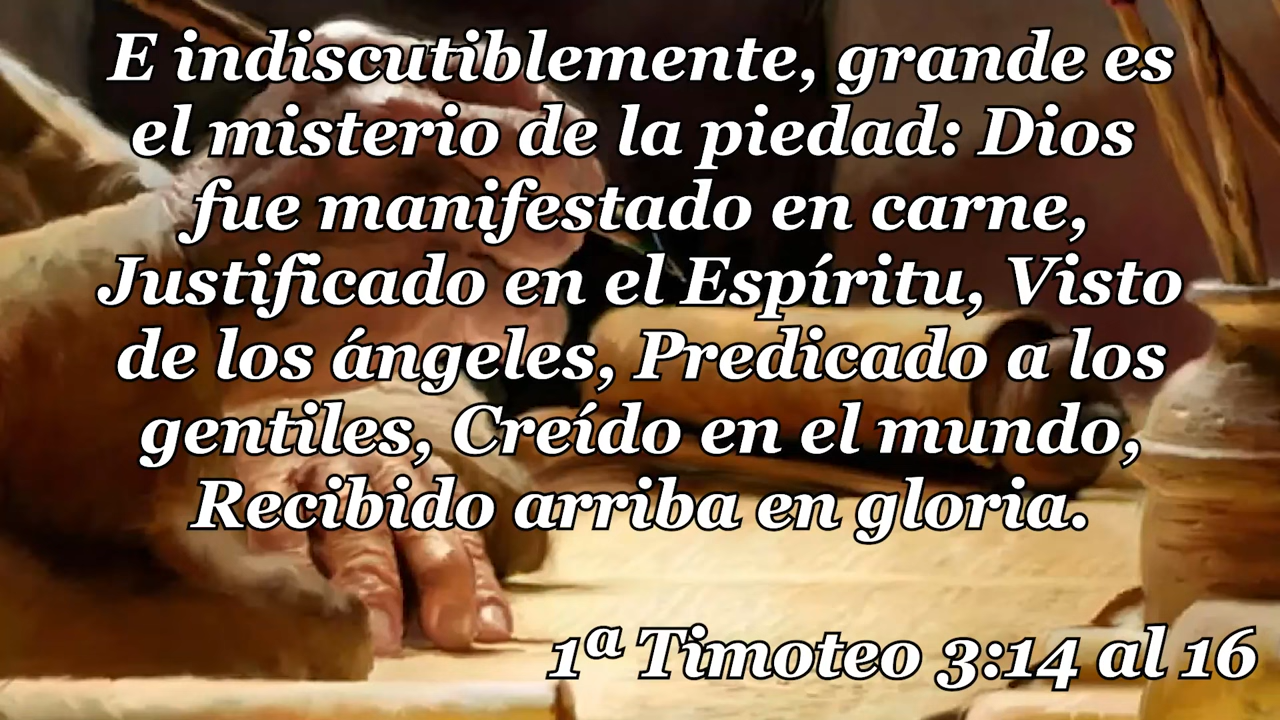 E indiscutiblemente, grande es
el misterio de la piedad: Dios
fue manifestado en carne,
Justificado en el Espíritu, Visto
de los ángeles, Predicado a los
gentiles, Creído en el mundo,
Recibido arriba en gloria.
1ª Timoteo 3:14 al 16